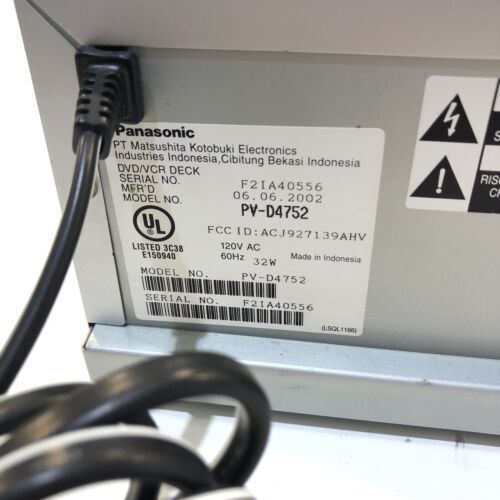 Panasonic
PT Matsushita Kotobuki Electronics
Industries Indonesia,Cibitung Bekasi Indonesia
DVD/VCR DECK
SERIAL NO. F2IA40556
MFR'D 06.06.2002
MODEL NO. PV-D4752
FCC ID:ACJ927139AHV
UL
LISTED 3C38
E150940
120V AC
60Hz 32W
Made in Indonesia
MODEL NO. PV-D4752
SERIAL NO. F2IA40556
(LSQL1186)
RISQ